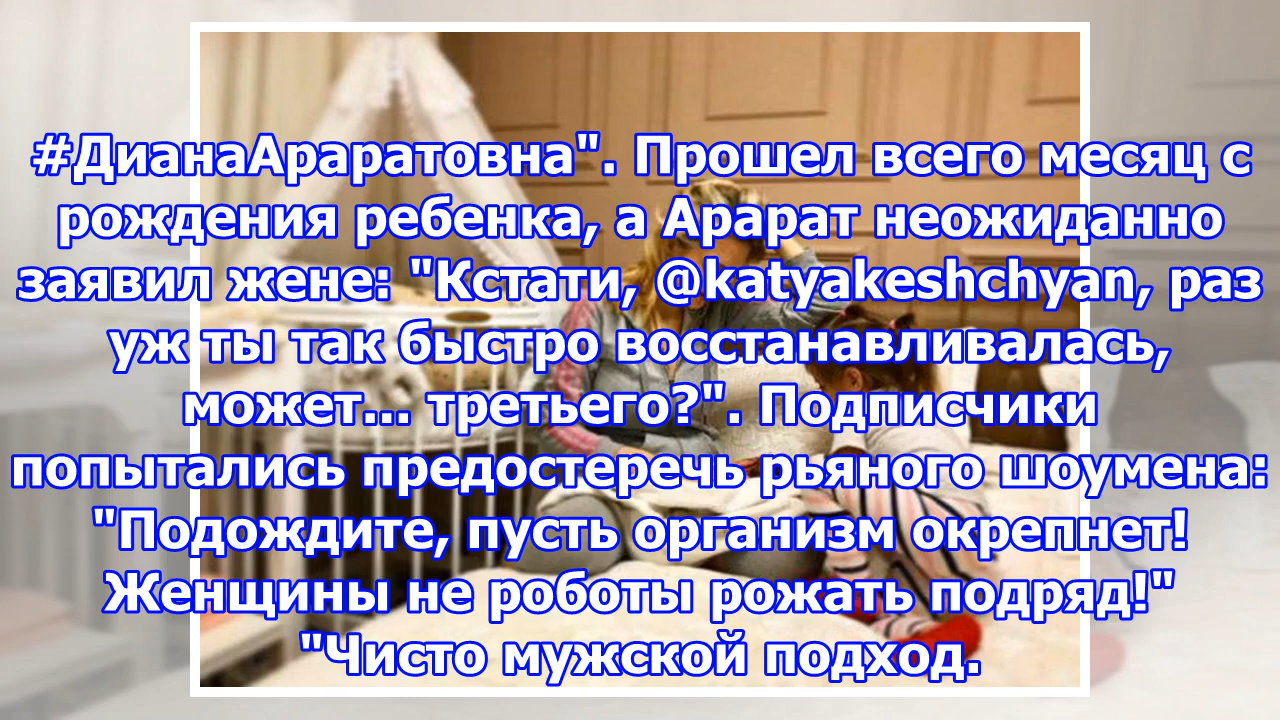 #ДианаАраратовна". Прошел всего месяц с
рождения ребенка, а Арарат неожиданно
заявил жене: "Кстати, @katyakeshchyan, раз
уж ты так быстро восстанавливалась,
может... третьего?". Подписчики
попытались предостеречь рьяного шоумена:
"Подождите, пусть организм окрепнет!
Женщины не роботы рожать подряд!"
"Чисто мужской подход.